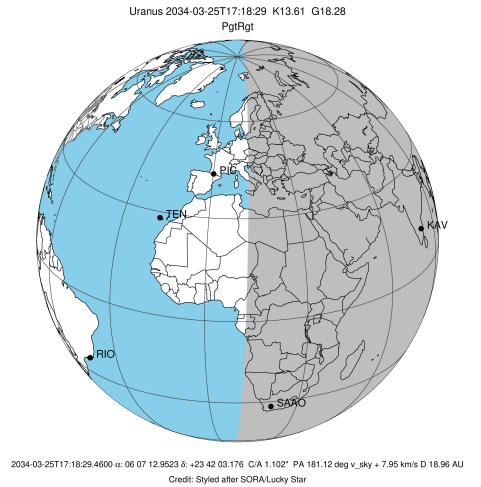 Uranus 2034-03-25T17:18:29 K13.61 G18.28
PgtRgt
PIC
TEN
KAV
RIO
SAAO
2034-03-25T17:18:29.4600 α: 06 07 12.9523 δ: +23 42 03.176 C/A 1.102" PA 181.12 deg v_sky + 7.95 km/s D 18.96 AU
Credit: Styled after SORA/Lucky Star